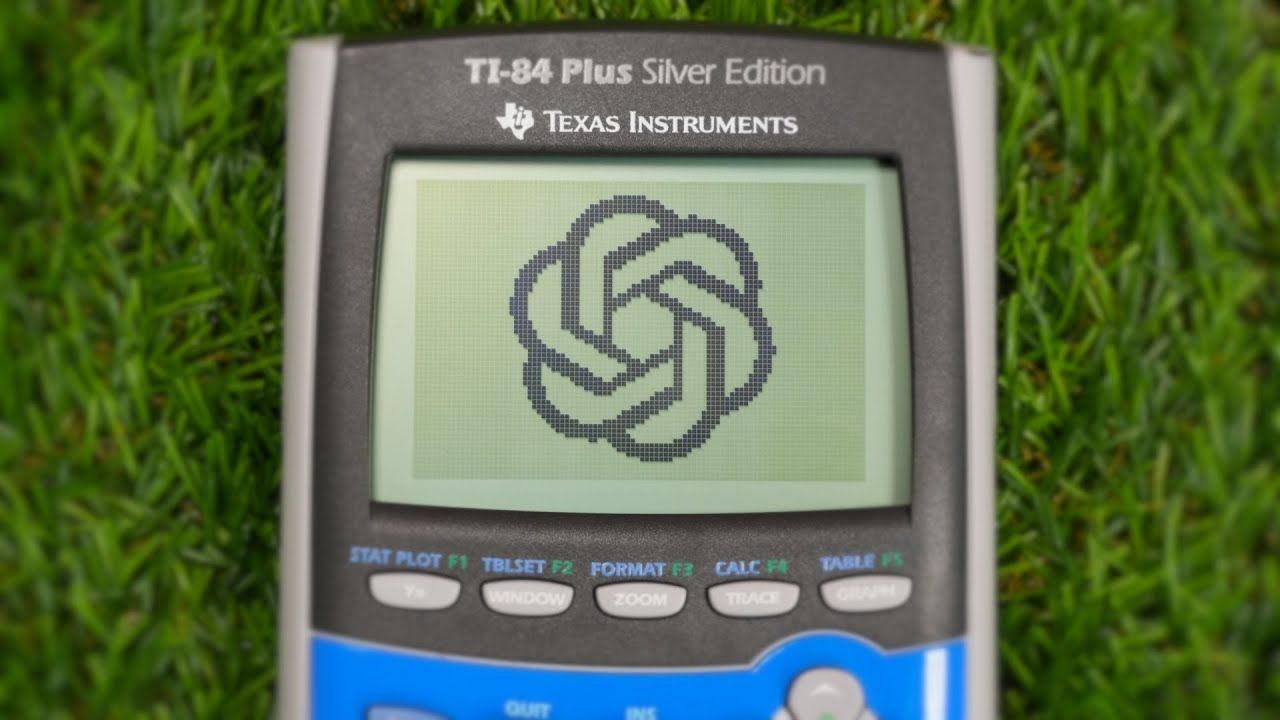 TI-84 Plus Silver Edition
TEXAS INSTRUMENTS
STAT PLOT F1 TBLSET F2 FORMAT F3 CALC F4 TABLE F5
Y= WINDOW ZOOM TRACE GRAPH
QUIT INS